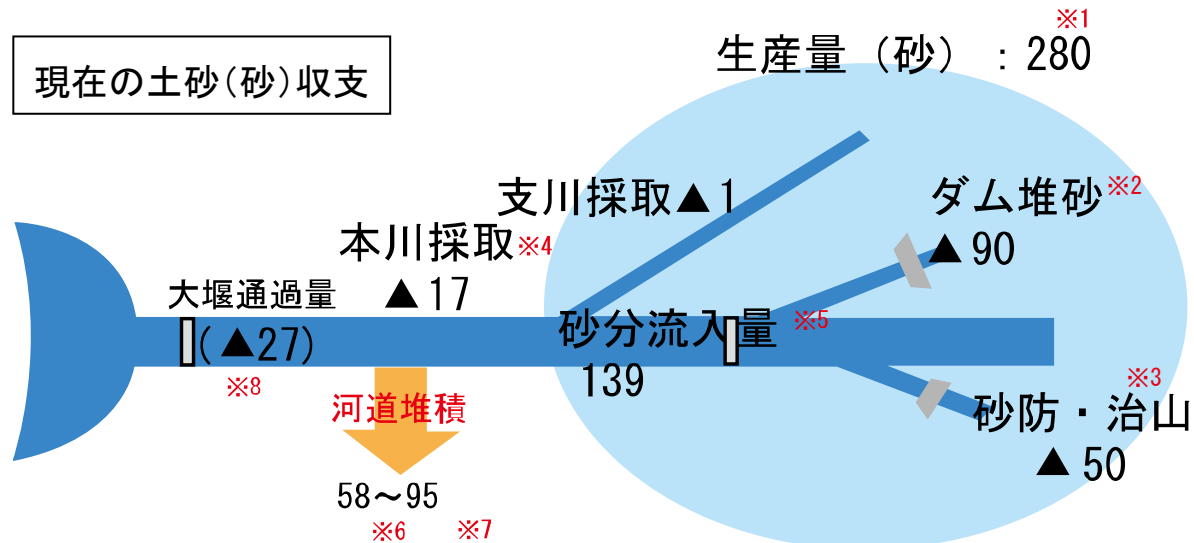 ※1
生産量（砂）：280
現在の土砂(砂)収支
支川採取▲1
ダム堆砂※2
▲90
本川採取※4
▲17
大堰通過量
(▲27)
※8
砂分流入量 ※5
139
河道堆積
58～95
※6 ※7
※3
砂防・治山
▲50